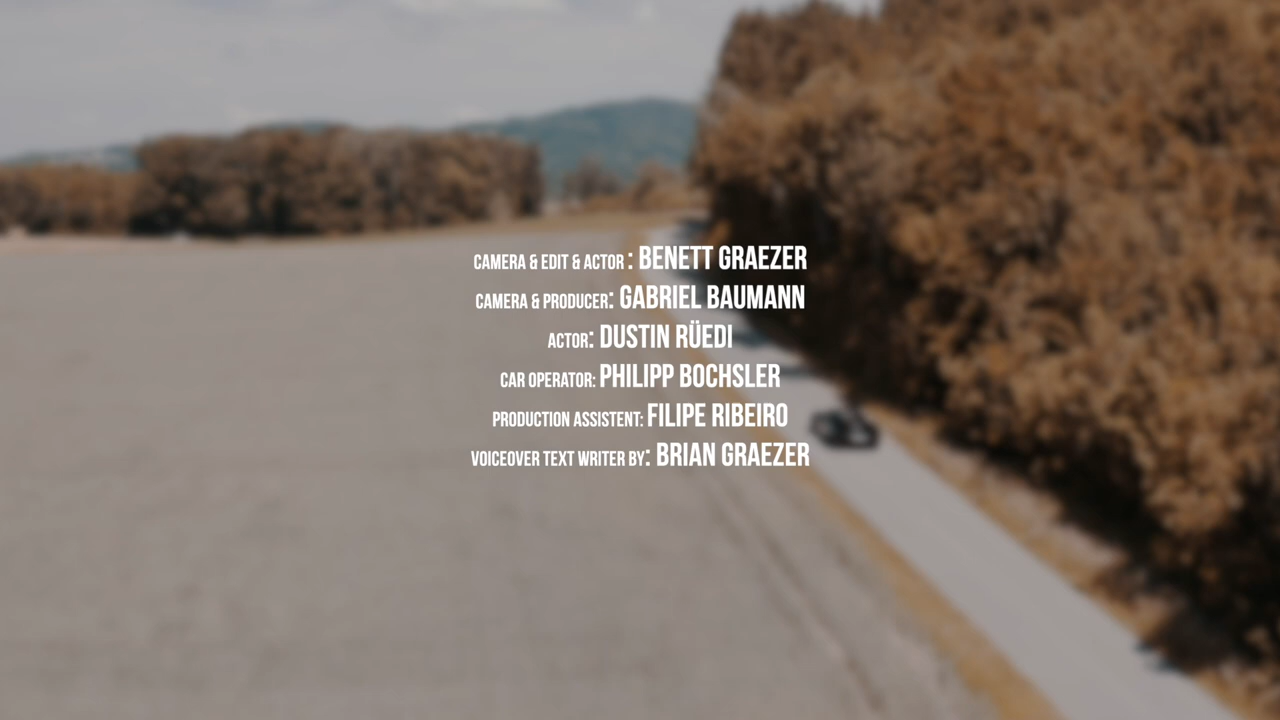 CAMERA & EDIT & ACTOR : BENETT GRAEZER
CAMERA & PRODUCER: GABRIEL BAUMANN
ACTOR: DUSTIN RÜEDI
CAR OPERATOR: PHILIPP BOCHSLER
PRODUCTION ASSISTENT: FILIPE RIBEIRO
VOICEOVER TEXT WRITER BY: BRIAN GRAEZER